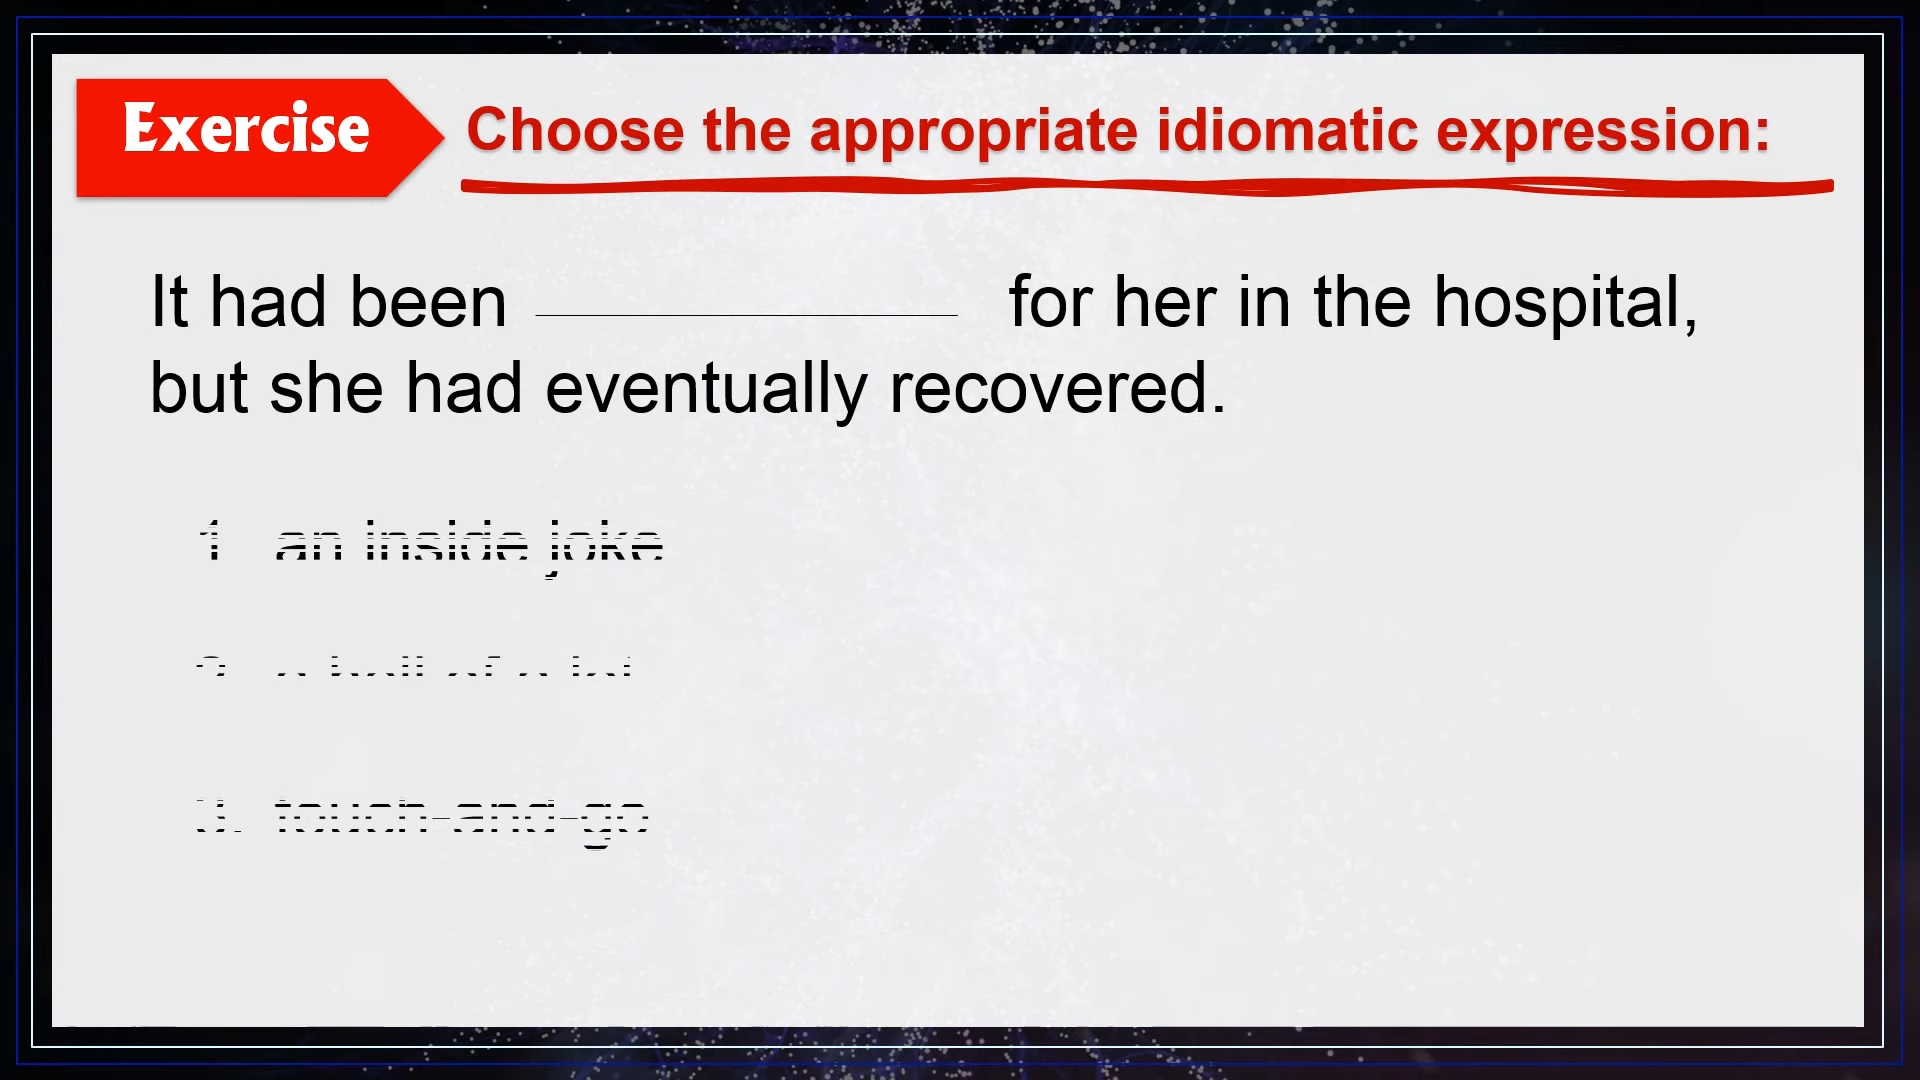 Exercise
Choose the appropriate idiomatic expression:
It had been for her in the hospital,
but she had eventually recovered.
1 an inside joke
3. touch-and-go